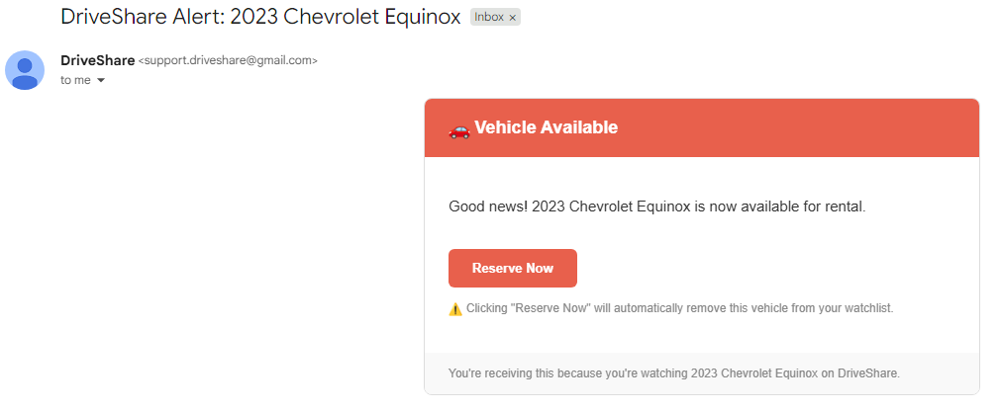 DriveShare Alert: 2023 Chevrolet Equinox Inbox ×
DriveShare <support.driveshare@gmail.com>
to me
🚗 Vehicle Available
Good news! 2023 Chevrolet Equinox is now available for rental.
Reserve Now
⚠️ Clicking "Reserve Now" will automatically remove this vehicle from your watchlist.
You're receiving this because you're watching 2023 Chevrolet Equinox on DriveShare.